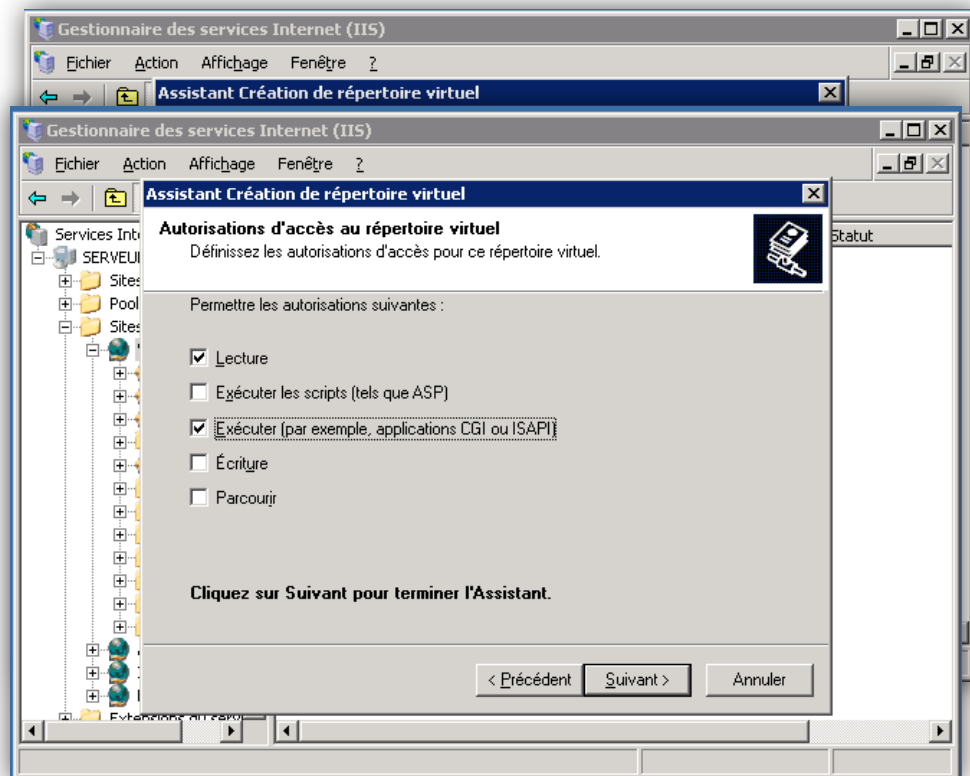 Gestionnaire des services Internet (IIS)
Fichier Action Affichage Fenêtre ?
Assistant Création de répertoire virtuel
Gestionnaire des services Internet (IIS)
Fichier Action Affichage Fenêtre ?
Assistant Création de répertoire virtuel
Autorisations d'accès au répertoire virtuel
Définissez les autorisations d'accès pour ce répertoire virtuel.
Services
Statut
Sites
Pool
Permettre les autorisations suivantes :
Sites
Lecture
Exécuter les scripts (tels que ASP)
Exécuter (par exemple, applications CGI ou ISAPI)
Écriture
Parcourir
Cliquez sur Suivant pour terminer l'Assistant.
< Précédent Suivant > Annuler
Extensions du serv